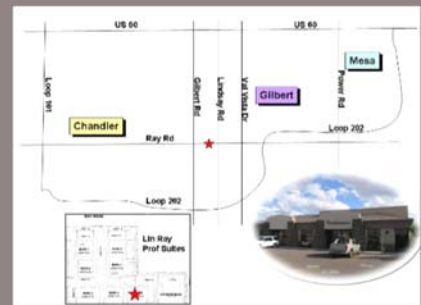 US 60
US 60
Mesa
Loop 101
Gilbert Rd
Lindsay Rd
Val Vista Dr
Gilbert
Power Rd
Chandler
Loop 202
Ray Rd
Loop 202
Lin Ray
Prof Suites